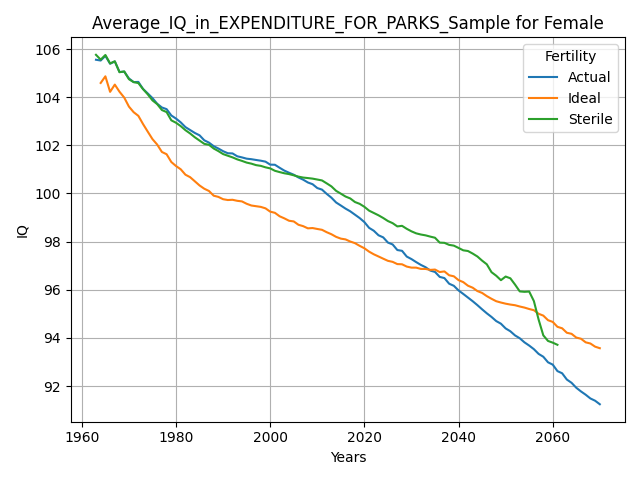 Average_IQ_in_EXPENDITURE_FOR_PARKS_Sample for Female
Fertility
Actual
Ideal
Sterile
IQ
106
104
102
100
98
96
94
92
1960 1980 2000 2020 2040 2060
Years